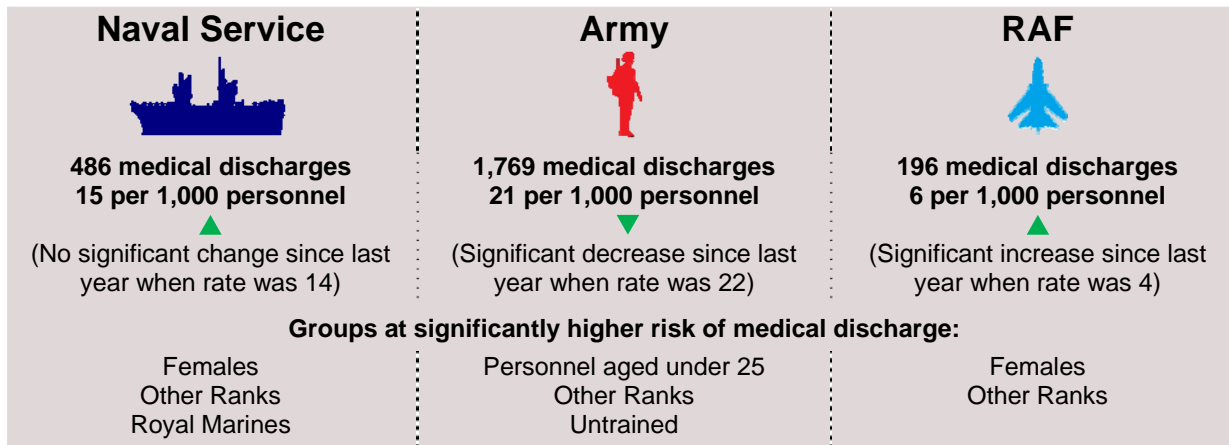 Naval Service
486 medical discharges
15 per 1,000 personnel
(No significant change since last
year when rate was 14)
Army
1,769 medical discharges
21 per 1,000 personnel
(Significant decrease since last
year when rate was 22)
RAF
196 medical discharges
6 per 1,000 personnel
(Significant increase since last
year when rate was 4)
Groups at significantly higher risk of medical discharge:
Females
Other Ranks
Royal Marines
Personnel aged under 25
Other Ranks
Untrained
Females
Other Ranks